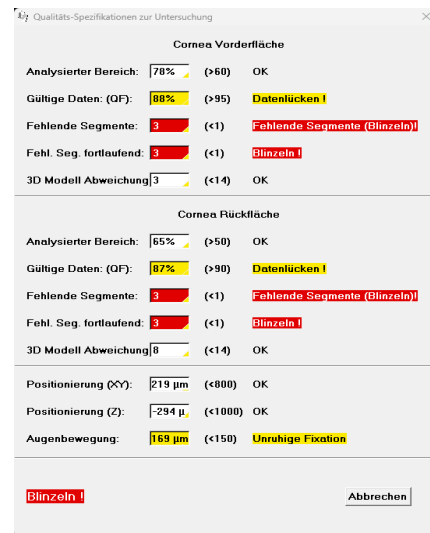 Qualitäts-Spezifikationen zur Untersuchung
Cornea Vorderfläche
Analysierter Bereich: 78% (>60) OK
Gültige Daten: (QF): 88% (>95) Datenlücken !
Fehlende Segmente: 3 (<1) Fehlende Segmente (Blinzeln)!
Fehl. Seg. fortlaufend: 3 (<1) Blinzeln !
3D Modell Abweichung 3 (<14) OK
Cornea Rückfläche
Analysierter Bereich: 65% (>50) OK
Gültige Daten: (QF): 87% (>90) Datenlücken !
Fehlende Segmente: 3 (<1) Fehlende Segmente (Blinzeln)!
Fehl. Seg. fortlaufend: 3 (<1) Blinzeln !
3D Modell Abweichung 8 (<14) OK
Positionierung (XY): 219 µm (<800) OK
Positionierung (Z): -294 µ (<1000) OK
Augenbewegung: 169 µm (<150) Unruhige Fixation
Blinzeln ! Abbrechen